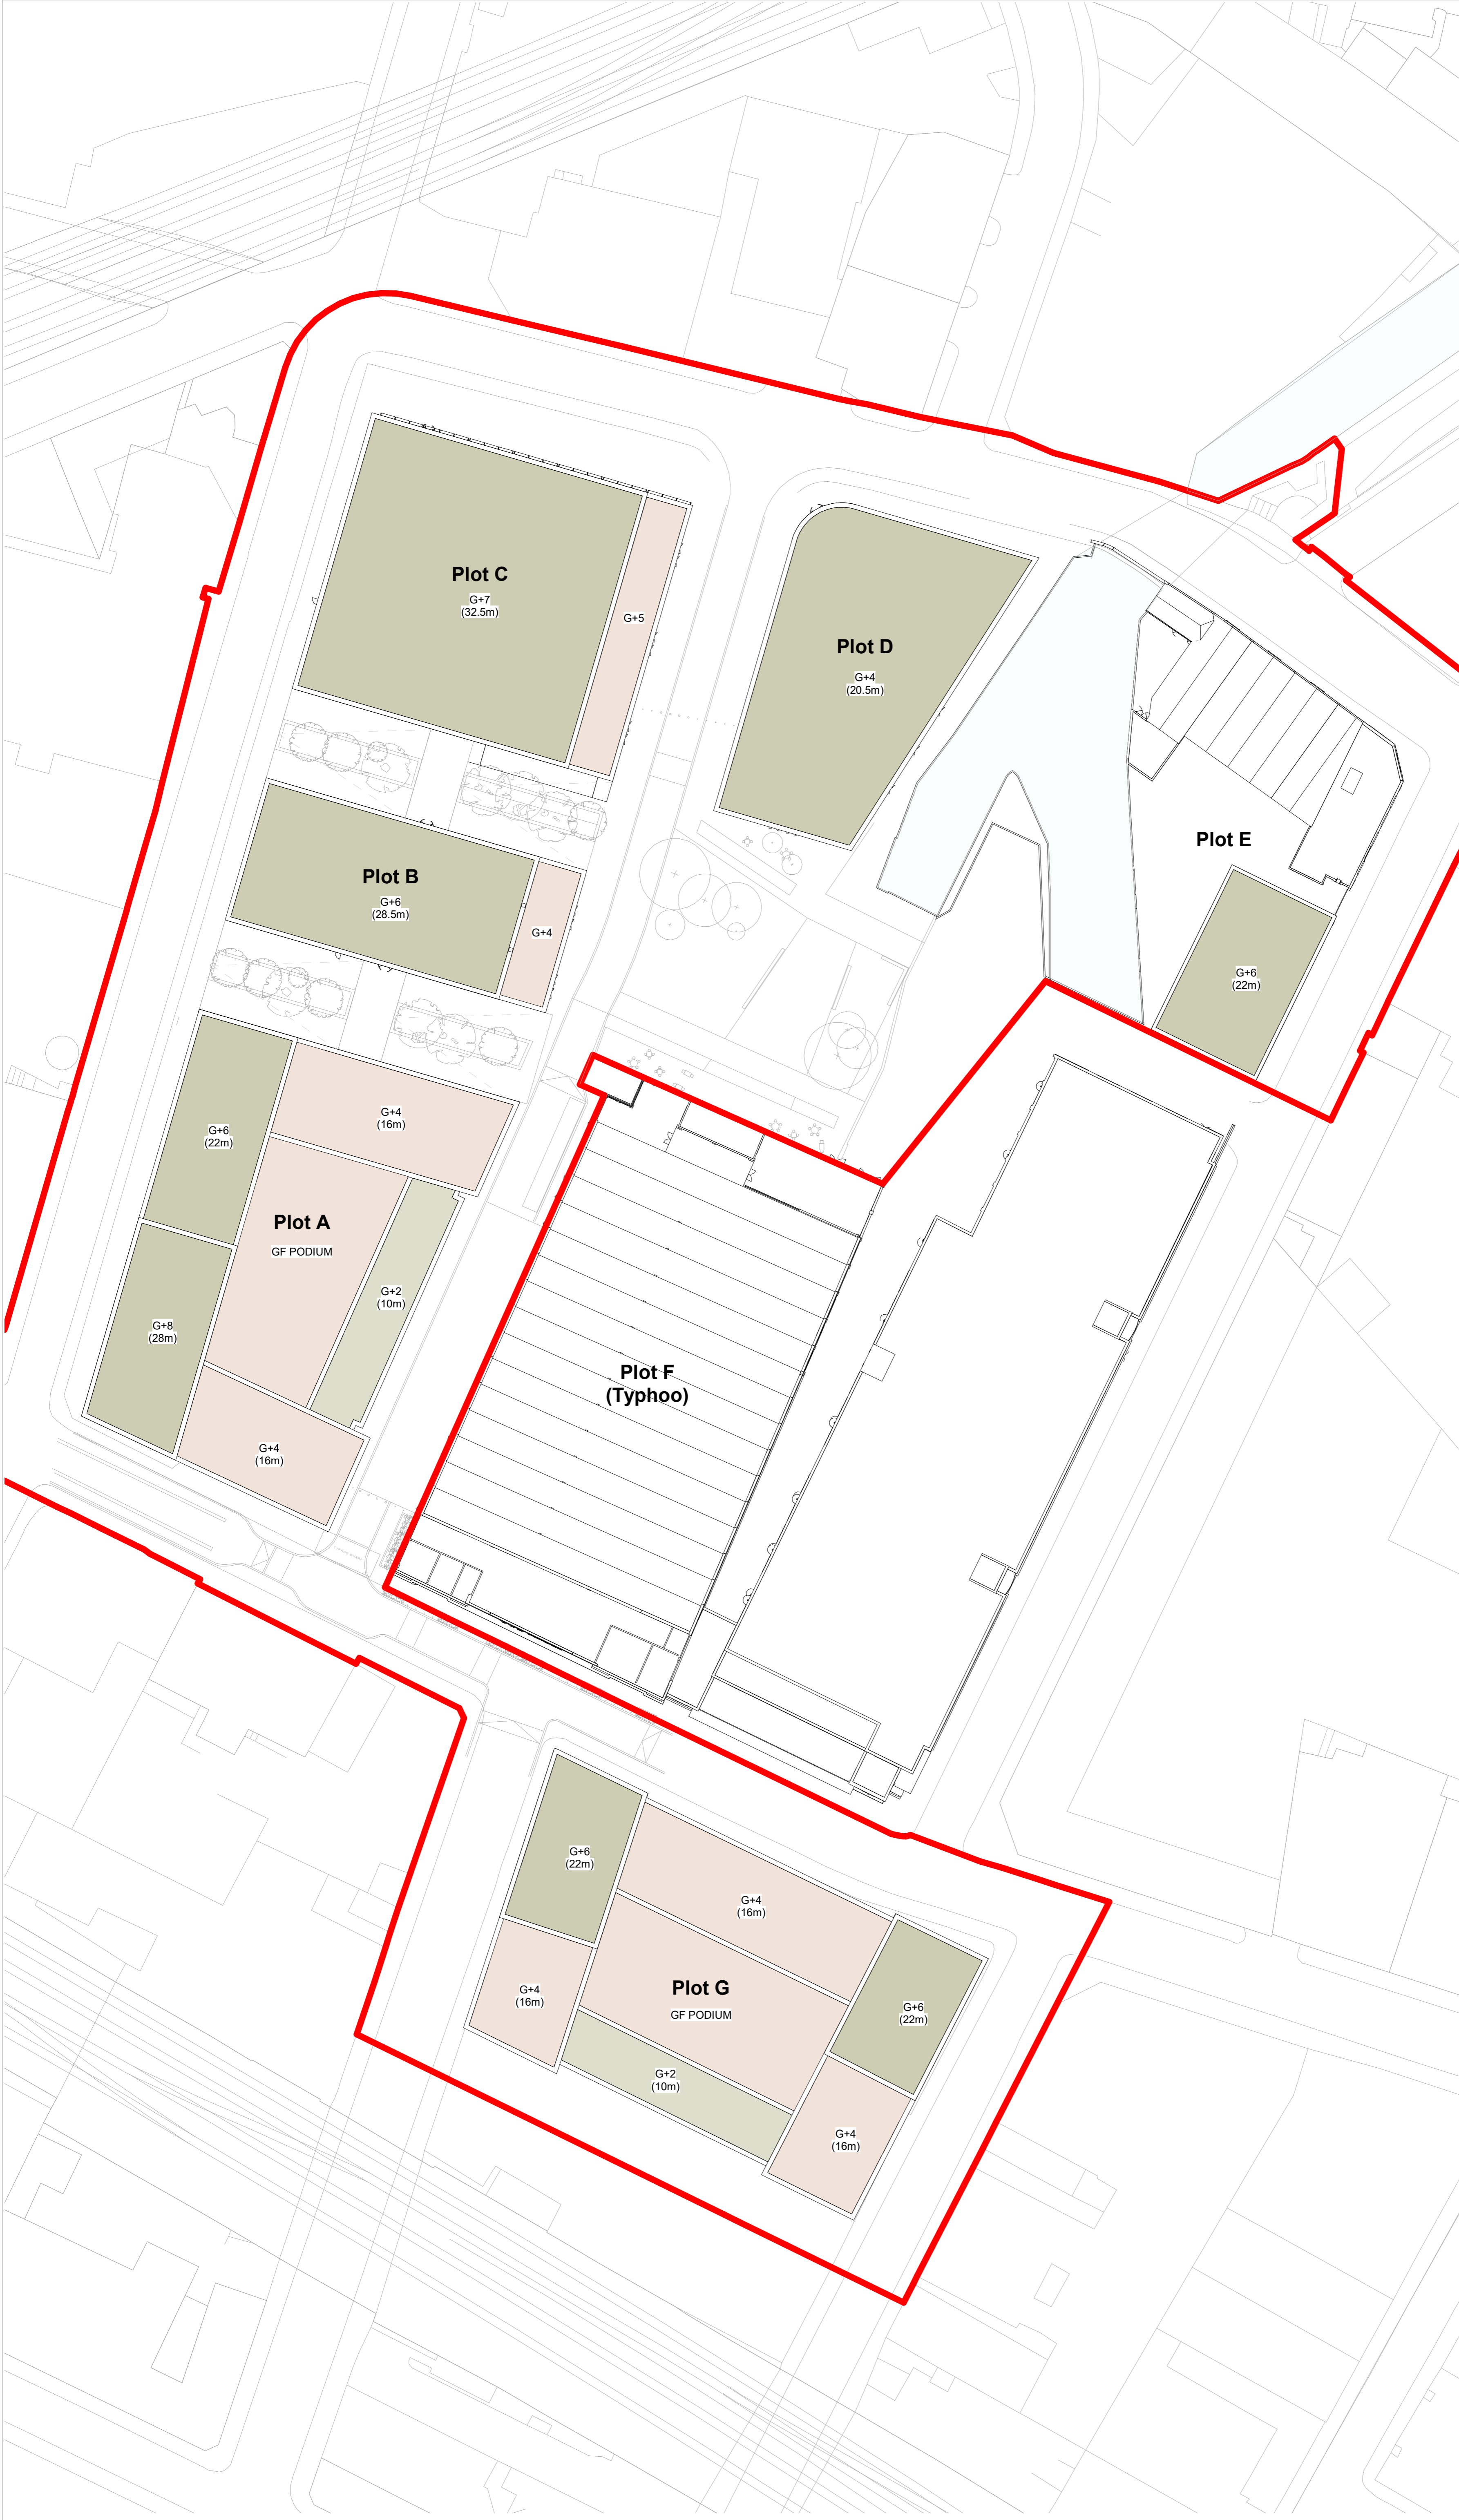 Plot C
G+7
(32.5m)
G+5
Plot D
G+4
(20.5m)
Plot E
G+6
(22m)
Plot B
G+6
(28.5m)
G+4
G+6
(22m)
G+4
(16m)
Plot A
GF PODIUM
G+2
(10m)
G+8
(28m)
G+4
(16m)
Plot F
(Typhoo)
G+6
(22m)
G+4
(16m)
Plot G
GF PODIUM
G+4
(16m)
G+6
(22m)
G+2
(10m)
G+4
(16m)